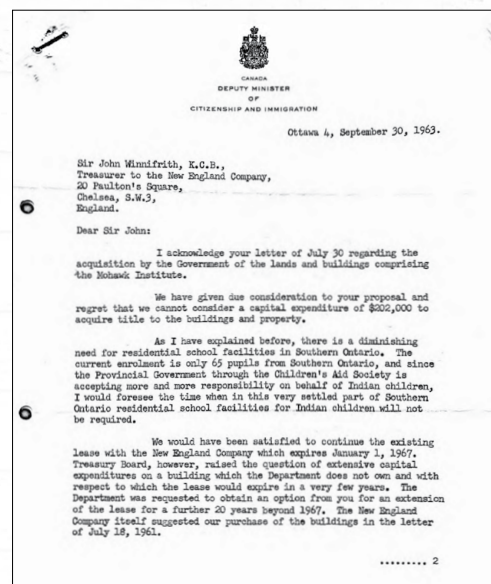 CANADA
DEPUTY MINISTER
OF
CITIZENSHIP AND IMMIGRATION
Ottawa 4, September 30, 1963.
Sir John Winnifrith, K.C.B.,
Treasurer to the New England Company,
20 Paulton's Square,
Chelsea, S.W.3,
England.
Dear Sir John:
I acknowledge your letter of July 30 regarding the
acquisition by the Government of the lands and buildings comprising
the Mohawk Institute.
We have given due consideration to your proposal and
regret that we cannot consider a capital expenditure of $202,000 to
acquire title to the buildings and property.
As I have explained before, there is a diminishing
need for residential school facilities in Southern Ontario. The
current enrolment is only 65 pupils from Southern Ontario, and since
the Provincial Government through the Children's Aid Society is
accepting more and more responsibility on behalf of Indian children,
I would foresee the time when in this very settled part of Southern
Ontario residential school facilities for Indian children will not
be required.
We would have been satisfied to continue the existing
lease with the New England Company which expires January 1, 1967.
Treasury Board, however, raised the question of extensive capital
expenditures on a building which the Department does not own and with
respect to which the lease would expire in a very few years. The
Department was requested to obtain an option from you for an extension
of the lease for a further 20 years beyond 1967. The New England
Company itself suggested our purchase of the buildings in the letter
of July 18, 1961.
......... 2